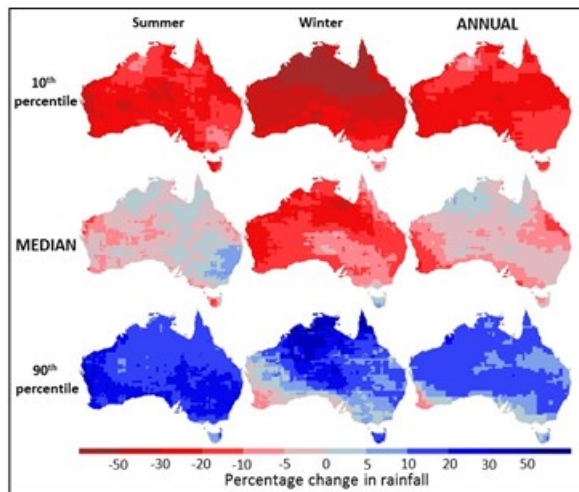 Summer Winter ANNUAL
10th
percentile
MEDIAN
90th
percentile
-50 -30 -20 -10 -5 0 5 10 20 30 50
Percentage change in rainfall